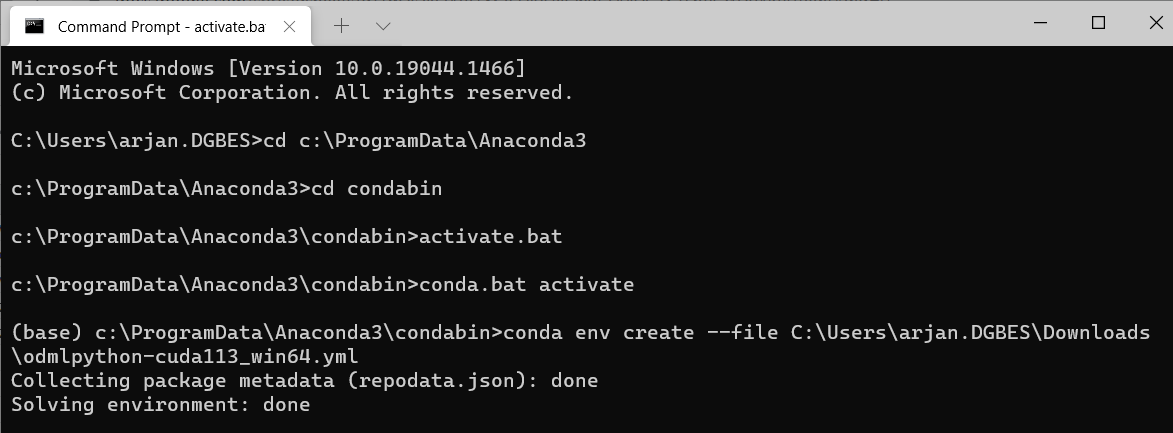 Command Prompt - activate.ba
Microsoft Windows [Version 10.0.19044.1466]
(c) Microsoft Corporation. All rights reserved.
C:\Users\arjan.DGBES>cd c:\ProgramData\Anaconda3
c:\ProgramData\Anaconda3>cd condabin
c:\ProgramData\Anaconda3\condabin>activate.bat
c:\ProgramData\Anaconda3\condabin>conda.bat activate
(base) c:\ProgramData\Anaconda3\condabin>conda env create --file C:\Users\arjan.DGBES\Downloads
\odmlpython-cuda113_win64.yml
Collecting package metadata (repodata.json): done
Solving environment: done